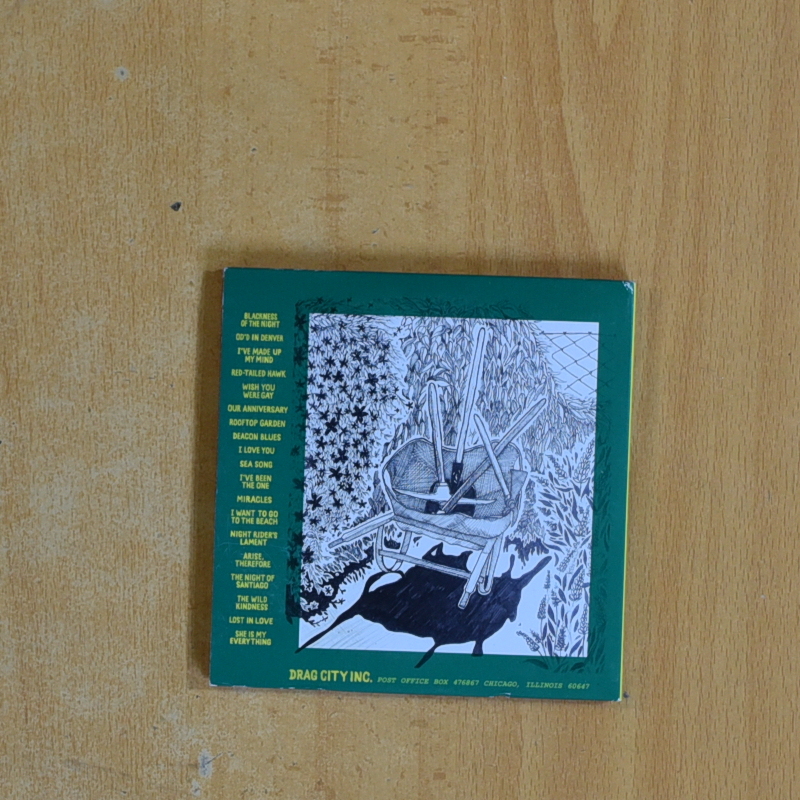 BLACKNESS
OF THE NIGHT
OD'D IN DENVER
I'VE MADE UP
MY MIND
RED-TAILED HAWK
WISH YOU
WERE GAY
OUR ANNIVERSARY
ROOFTOP GARDEN
DEACON BLUES
I LOVE YOU
SEA SONG
I'VE BEEN
THE ONE
MIRACLES
I WANT TO GO
TO THE BEACH
NIGHT RIDER'S
LAMENT
ARISE,
THEREFORE
THE NIGHT OF
SANTIAGO
THE WILD
KINDNESS
LOST IN LOVE
SHE IS MY
EVERYTHING
DRAG CITY INC. POST OFFICE BOX 476867 CHICAGO, ILLINOIS 60647